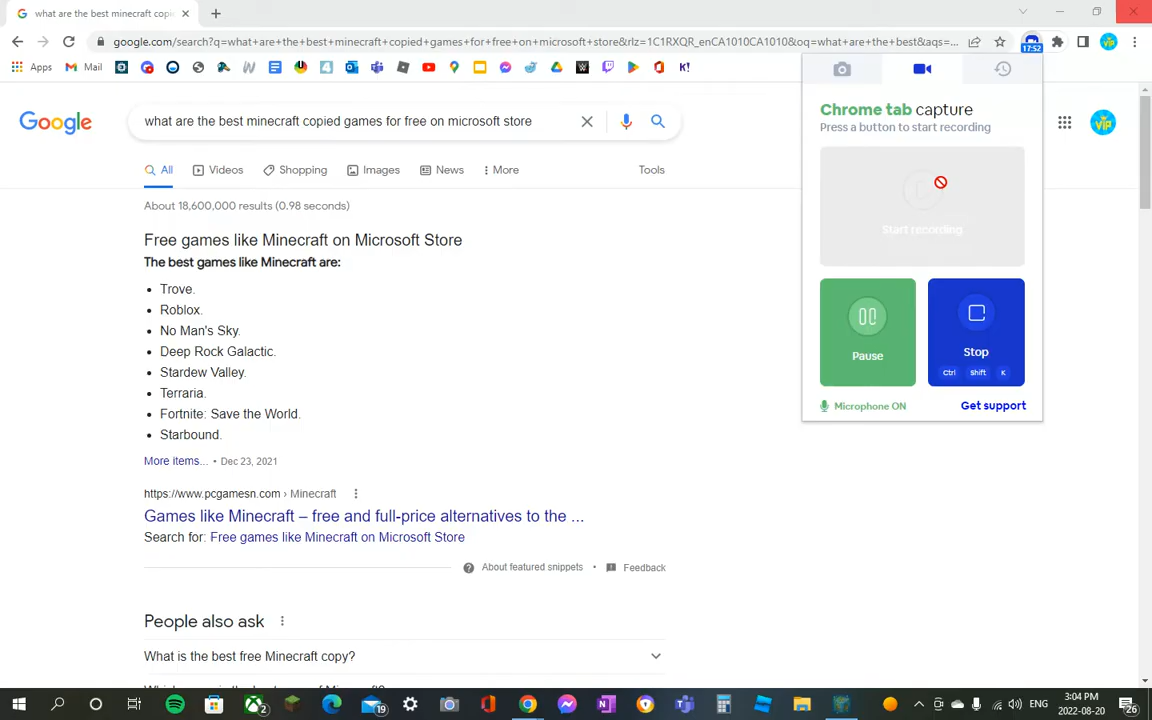 what are the best minecraft copi
google.com/search?q=what+are+the+best+minecraft+copied+games+for+free+on+microsoft+store&rlz=1C1RXQR_enCA1010CA1010&oq=what+are+the+best&aqs=...
17:52
VIP
Apps
Mail
K!
Chrome tab capture
Press a button to start recording
Start recording
Pause
Stop
Ctrl Shift K
Microphone ON
Get support
Google
what are the best minecraft copied games for free on microsoft store
VIP
All
Videos
Shopping
Images
News
More
Tools
About 18,600,000 results (0.98 seconds)
Free games like Minecraft on Microsoft Store
The best games like Minecraft are:
• Trove.
• Roblox.
• No Man's Sky.
• Deep Rock Galactic.
• Stardew Valley.
• Terraria.
• Fortnite: Save the World.
• Starbound.
More items... • Dec 23, 2021
https://www.pcgamesn.com › Minecraft
Games like Minecraft – free and full-price alternatives to the ...
Search for: Free games like Minecraft on Microsoft Store
About featured snippets • Feedback
People also ask
What is the best free Minecraft copy?
2
19
ENG
3:04 PM
2022-08-20
26